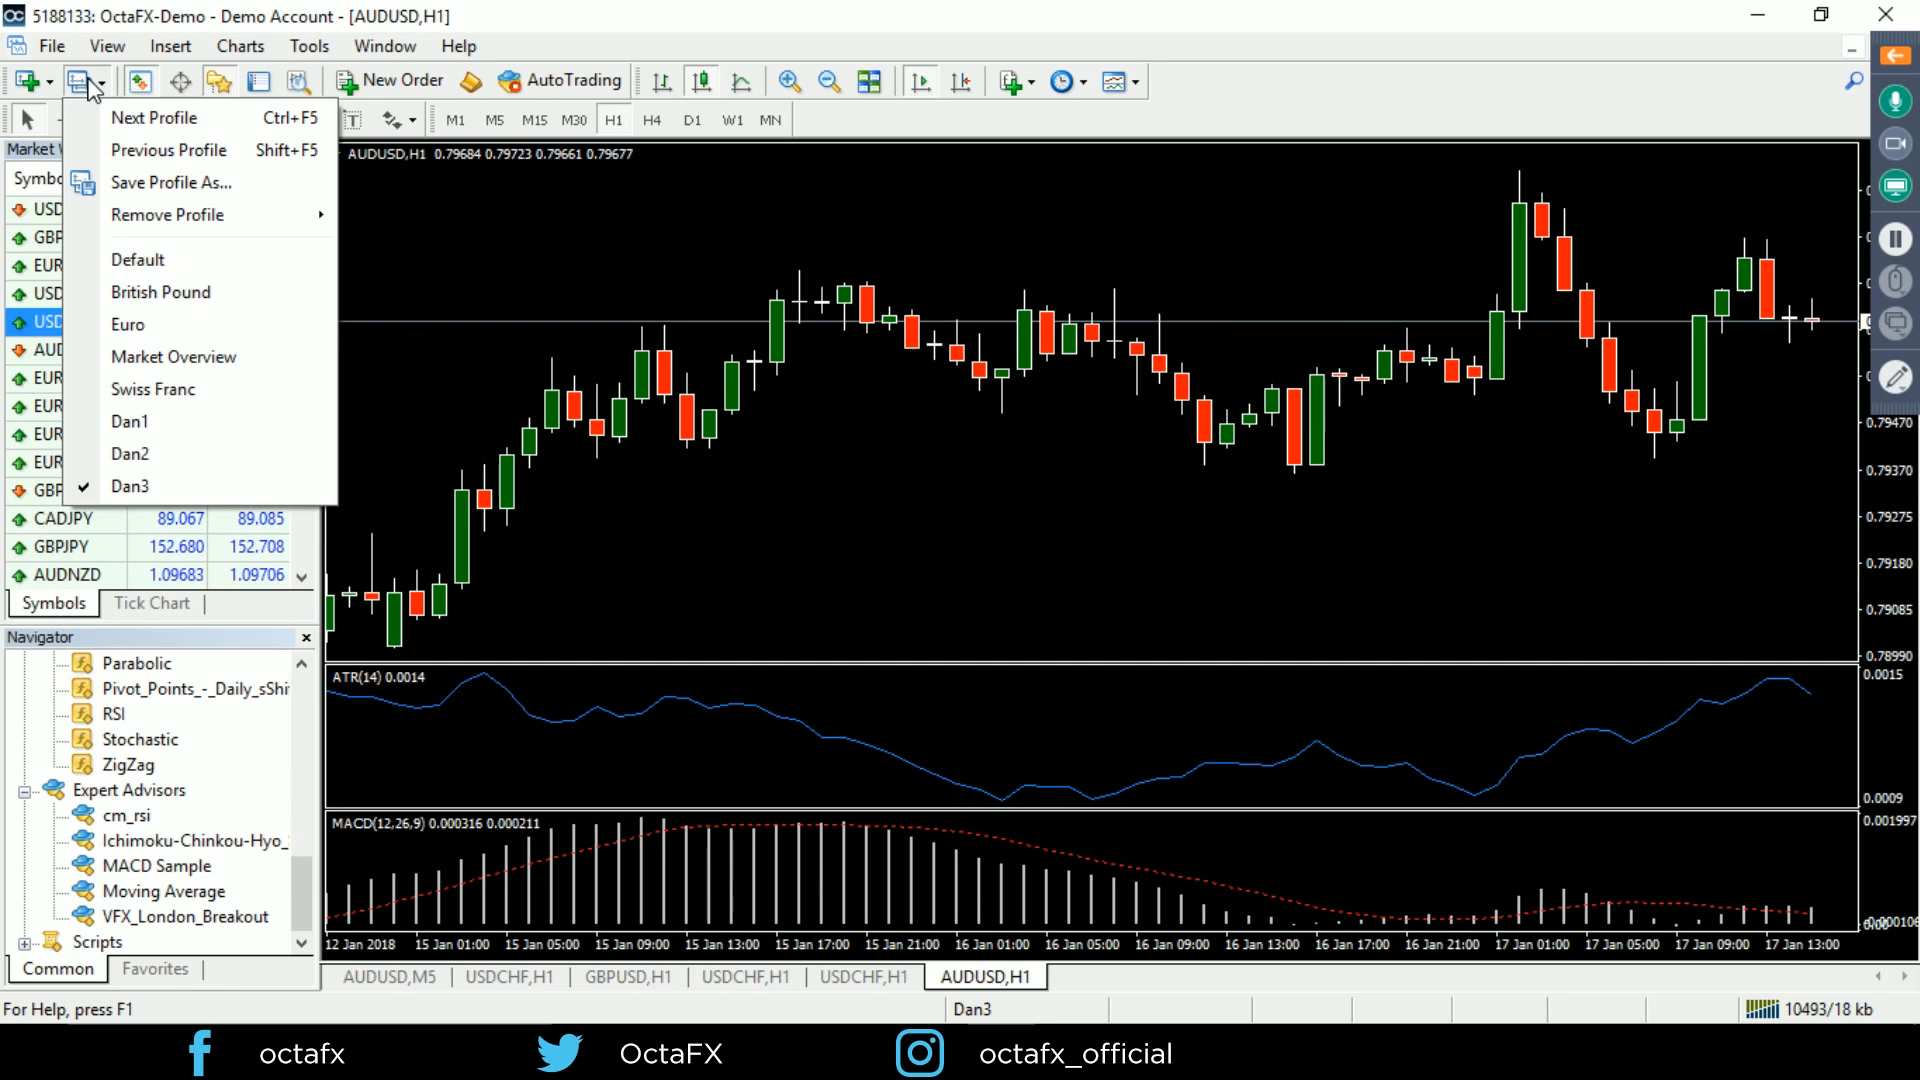 5188133: OctaFX-Demo - Demo Account - [AUDUSD,H1]
File View Insert Charts Tools Window Help
New Order AutoTrading
M1 M5 M15 M30 H1 H4 D1 W1 MN
Next Profile Ctrl+F5
Previous Profile Shift+F5
Save Profile As...
Remove Profile
Default
British Pound
Euro
Market Overview
Swiss Franc
Dan1
Dan2
Dan3
Market
Symbo
USD
GBP
EUR
USD
USD
AUD
EUR
EUR
EUR
EUR
GBP
CADJPY 89.067 89.085
GBPJPY 152.680 152.708
AUDNZD 1.09683 1.09706
Symbols Tick Chart
Navigator
Parabolic
Pivot_Points_-_Daily_sShi
RSI
Stochastic
ZigZag
Expert Advisors
cm_rsi
Ichimoku-Chinkou-Hyo_
MACD Sample
Moving Average
VFX_London_Breakout
Scripts
Common Favorites
AUDUSD,H1 0.79684 0.79723 0.79661 0.79677
0.79470
0.79370
0.79275
0.79180
0.79085
0.78990
ATR(14) 0.0014
0.0015
0.0009
MACD(12,26,9) 0.000316 0.000211
0.001997
12 Jan 2018 15 Jan 01:00 15 Jan 05:00 15 Jan 09:00 15 Jan 13:00 15 Jan 17:00 15 Jan 21:00 16 Jan 01:00 16 Jan 05:00 16 Jan 09:00 16 Jan 13:00 16 Jan 17:00 16 Jan 21:00 17 Jan 01:00 17 Jan 05:00 17 Jan 09:00 17 Jan 13:00
AUDUSD,M5 USDCHF,H1 GBPUSD,H1 USDCHF,H1 USDCHF,H1 AUDUSD,H1
For Help, press F1 Dan3 10493/18 kb
octafx OctaFX octafx_official